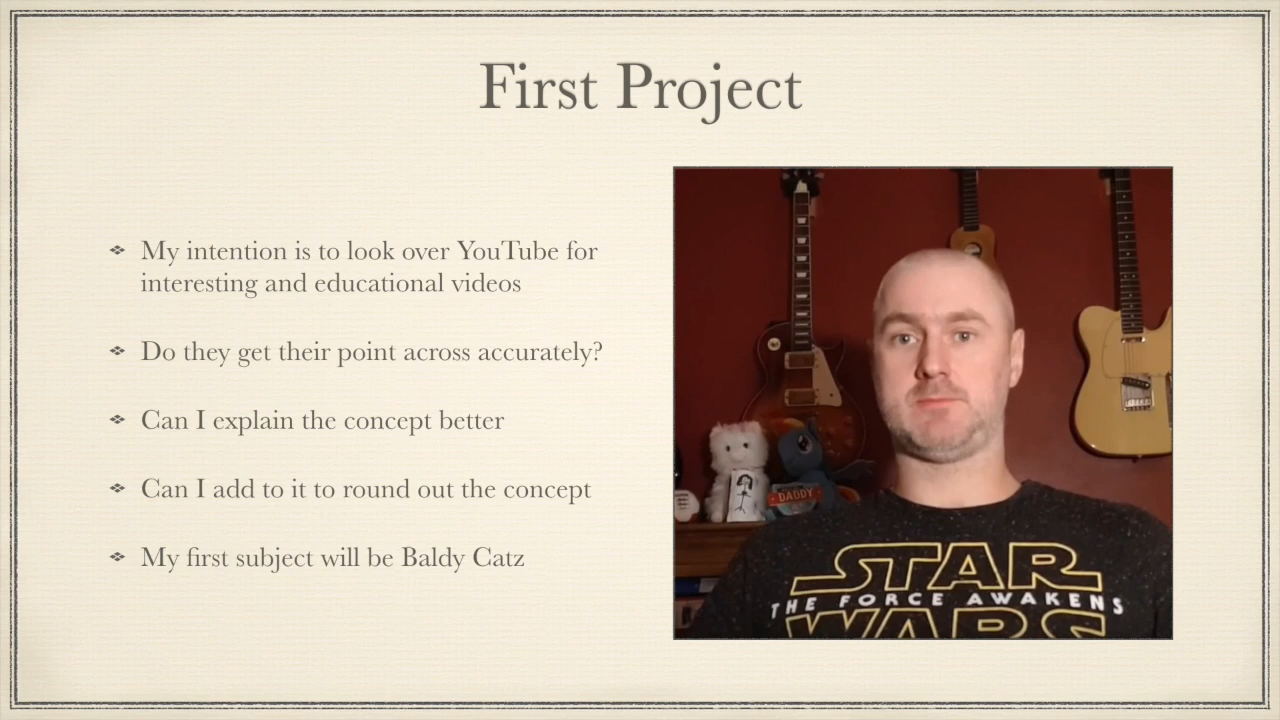 First Project
My intention is to look over YouTube for
interesting and educational videos
Do they get their point across accurately?
Can I explain the concept better
Can I add to it to round out the concept
My first subject will be Baldy Catz
DADDY
STAR
THE FORCE AWAKENS
WARS